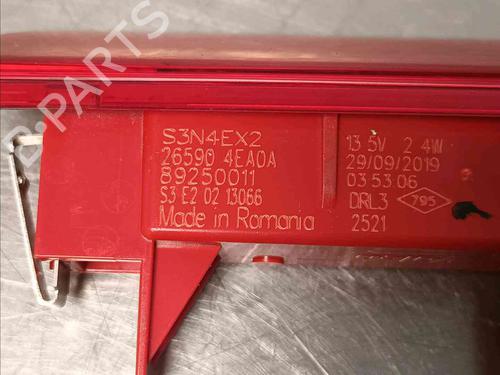 S3N4EX2
26590 4EA0A
89250011
S3 E2 02 13066
Made in Romania
13.5V 2.4W
29/09/2019
03 53 06
DRL3 795
2521